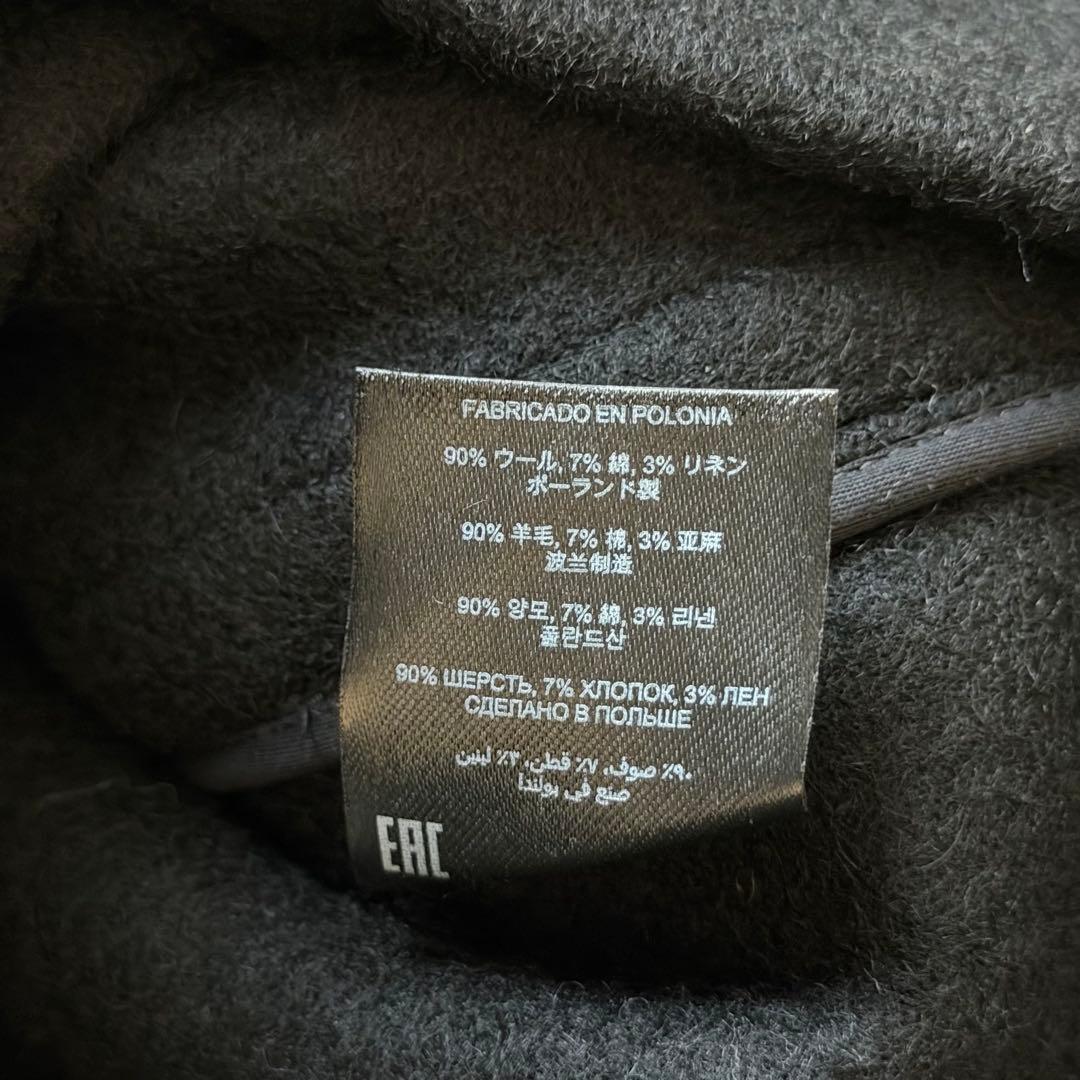 FABRICADO EN POLONIA
90% ウール, 7% 綿, 3% リネン
ポーランド製
90% 羊毛, 7% 棉, 3% 亚麻
波兰制造
90% 양모, 7% 綿, 3% 리넨
폴란드산
90% ШЕРСТЬ, 7% ХЛОПОК, 3% ЛЕН
СДЕЛАНО В ПОЛЬШЕ
٩٠٪ صوف، ٧٪ قطن، ٣٪ لينين
صنع في بولندا
EAC